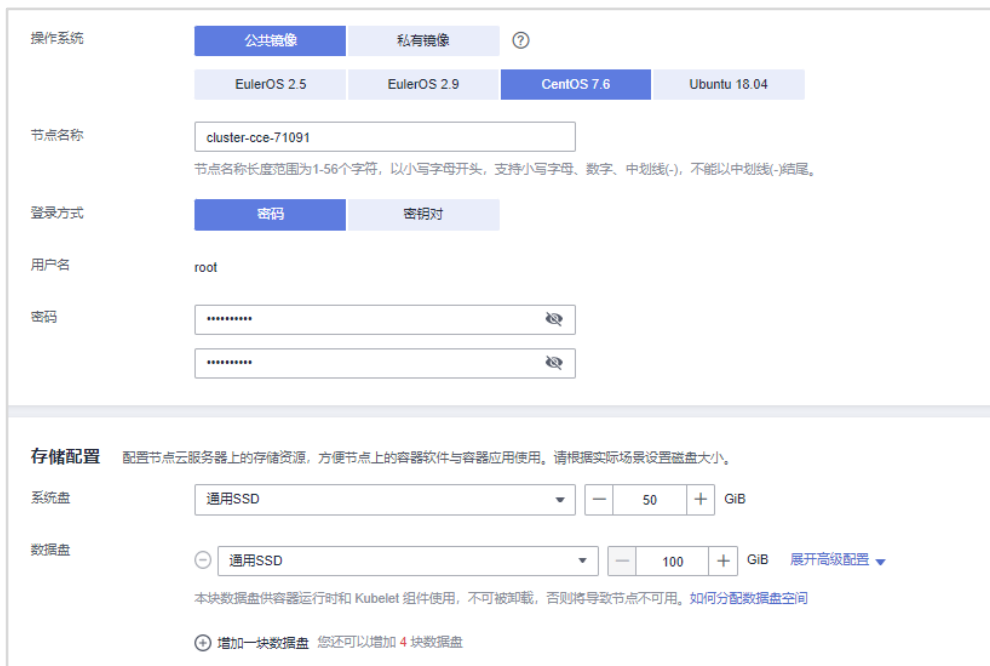 操作系统 公共镜像 私有镜像 ?
EulerOS 2.5 EulerOS 2.9 CentOS 7.6 Ubuntu 18.04
节点名称 cluster-cce-71091
节点名称长度范围为1-56个字符，以小写字母开头，支持小写字母、数字、中划线(-)，不能以中划线(-)结尾。
登录方式 密码 密钥对
用户名 root
密码 ••••••••••
••••••••••
存储配置 配置节点云服务器上的存储资源，方便节点上的容器软件与容器应用使用。请根据实际场景设置磁盘大小。
系统盘 通用SSD 50 GiB
数据盘 通用SSD 100 GiB 展开高级配置
本块数据盘供容器运行时和 Kubelet 组件使用，不可被卸载，否则将导致节点不可用。如何分配数据盘空间
增加一块数据盘 您还可以增加 4 块数据盘